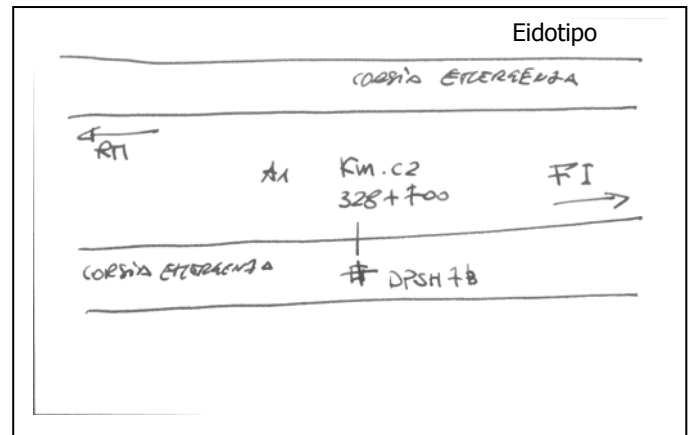 Eidotipo
CORSIA EMERGENZA
RM
A1
Km. c2
328+700
FI
CORSIA EMERGENZA
DPSH 7b